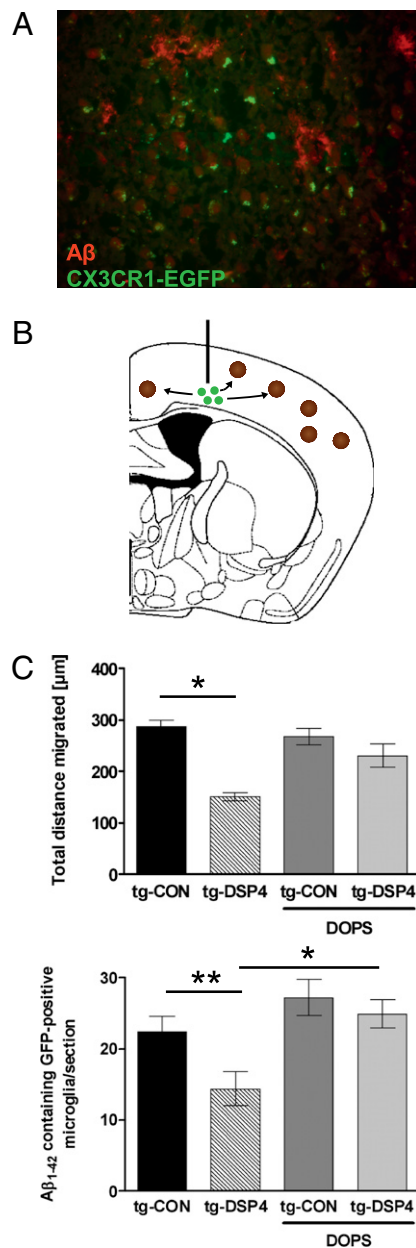 A
Aβ
CX3CR1-EGFP
B
C
Total distance migrated [µm]
400
300
200
100
0
*
tg-CON tg-DSP4 tg-CON tg-DSP4
DOPS
Aβ1-42 containing GFP-positive
microglia/section
30
20
10
0
**
*
tg-CON tg-DSP4 tg-CON tg-DSP4
DOPS